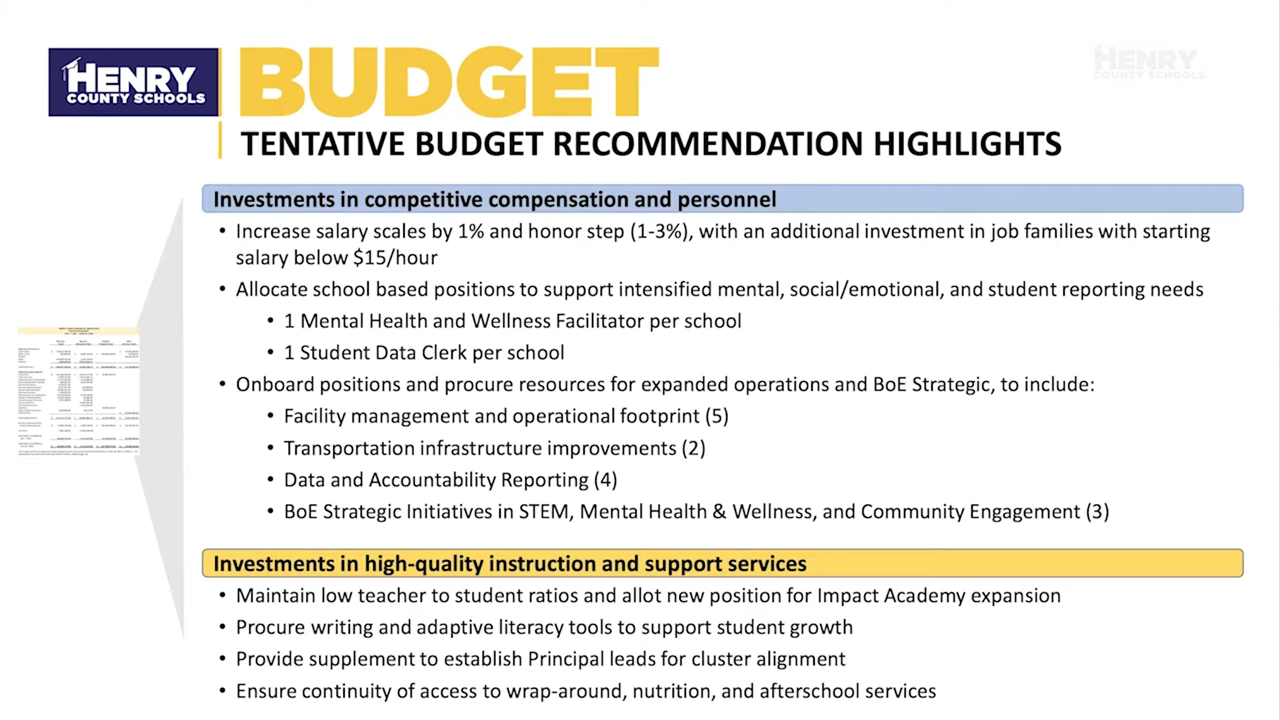 HENRY
COUNTY SCHOOLS
BUDGET
HENRY
COUNTY SCHOOLS
TENTATIVE BUDGET RECOMMENDATION HIGHLIGHTS
Investments in competitive compensation and personnel
• Increase salary scales by 1% and honor step (1-3%), with an additional investment in job families with starting
salary below $15/hour
• Allocate school based positions to support intensified mental, social/emotional, and student reporting needs
• 1 Mental Health and Wellness Facilitator per school
• 1 Student Data Clerk per school
• Onboard positions and procure resources for expanded operations and BoE Strategic, to include:
• Facility management and operational footprint (5)
• Transportation infrastructure improvements (2)
• Data and Accountability Reporting (4)
• BoE Strategic Initiatives in STEM, Mental Health & Wellness, and Community Engagement (3)
Investments in high-quality instruction and support services
• Maintain low teacher to student ratios and allot new position for Impact Academy expansion
• Procure writing and adaptive literacy tools to support student growth
• Provide supplement to establish Principal leads for cluster alignment
• Ensure continuity of access to wrap-around, nutrition, and afterschool services